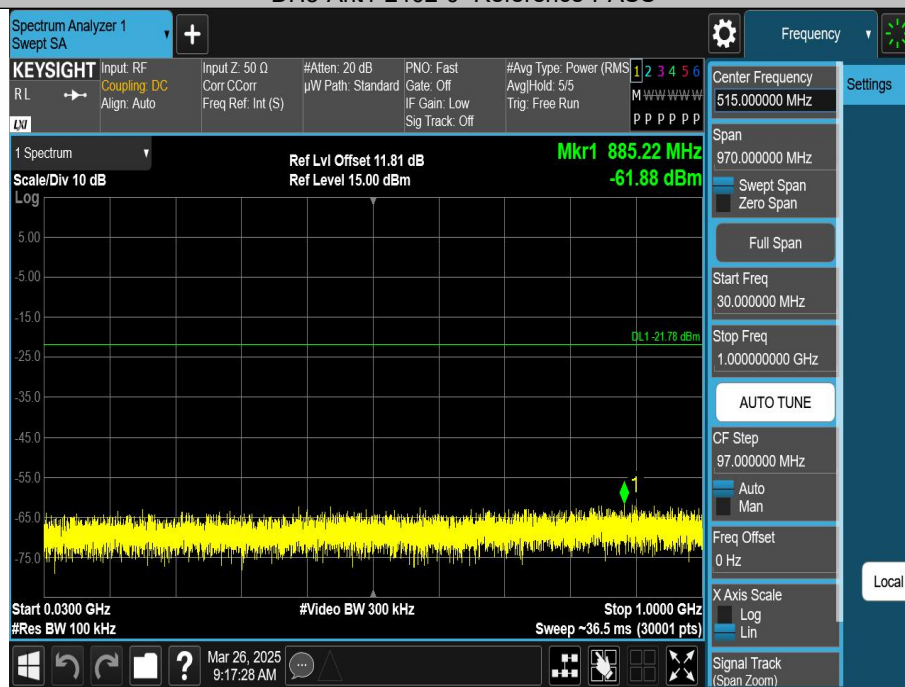 Spectrum Analyzer 1
Swept SA
Frequency
KEYSIGHT
RL
LXI
Input: RF
Coupling: DC
Align: Auto
Input Z: 50 Ω
Corr CCorr
Freq Ref: Int (S)
#Atten: 20 dB
µW Path: Standard
PNO: Fast
Gate: Off
IF Gain: Low
Sig Track: Off
#Avg Type: Power (RMS
Avg|Hold: 5/5
Trig: Free Run
1 2 3 4 5 6
M W W W W W
P P P P P P
1 Spectrum
Scale/Div 10 dB
Log
Ref Lvl Offset 11.81 dB
Ref Level 15.00 dBm
Mkr1 885.22 MHz
-61.88 dBm
5.00
-5.00
-15.0
DL1 -21.78 dBm
-25.0
-35.0
-45.0
-55.0
1
-65.0
-75.0
Start 0.0300 GHz
#Res BW 100 kHz
#Video BW 300 kHz
Stop 1.0000 GHz
Sweep ~36.5 ms (30001 pts)
Mar 26, 2025
9:17:28 AM
Center Frequency
515.000000 MHz
Settings
Span
970.000000 MHz
Swept Span
Zero Span
Full Span
Start Freq
30.000000 MHz
Stop Freq
1.000000000 GHz
AUTO TUNE
CF Step
97.000000 MHz
Auto
Man
Freq Offset
0 Hz
Local
X Axis Scale
Log
Lin
Signal Track
(Span Zoom)